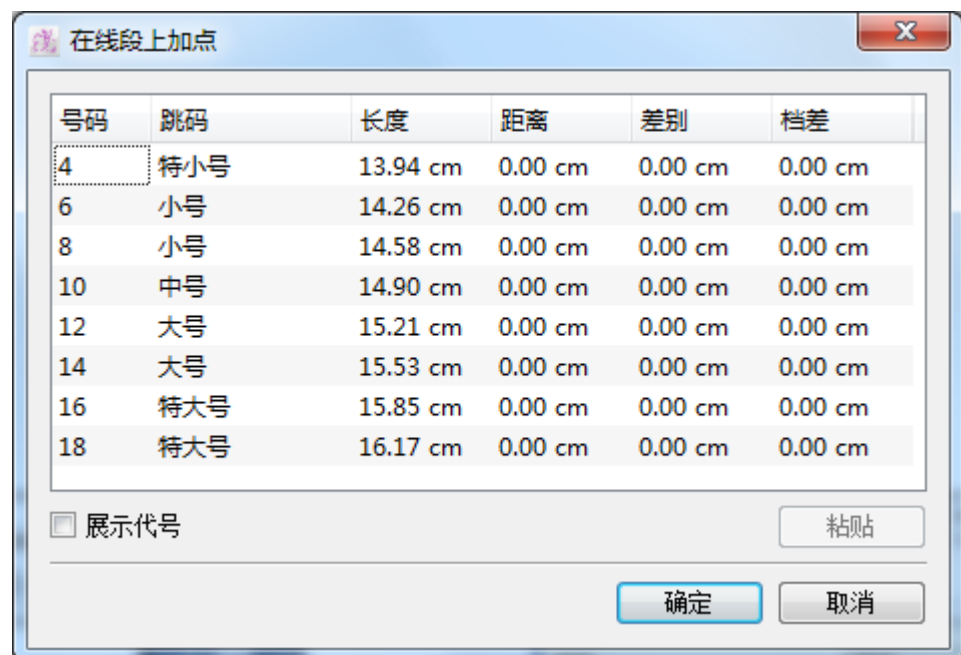 在线段上加点
号码 跳码 长度 距离 差别 档差
4 特小号 13.94 cm 0.00 cm 0.00 cm 0.00 cm
6 小号 14.26 cm 0.00 cm 0.00 cm 0.00 cm
8 小号 14.58 cm 0.00 cm 0.00 cm 0.00 cm
10 中号 14.90 cm 0.00 cm 0.00 cm 0.00 cm
12 大号 15.21 cm 0.00 cm 0.00 cm 0.00 cm
14 大号 15.53 cm 0.00 cm 0.00 cm 0.00 cm
16 特大号 15.85 cm 0.00 cm 0.00 cm 0.00 cm
18 特大号 16.17 cm 0.00 cm 0.00 cm 0.00 cm
展示代号 粘贴
确定 取消